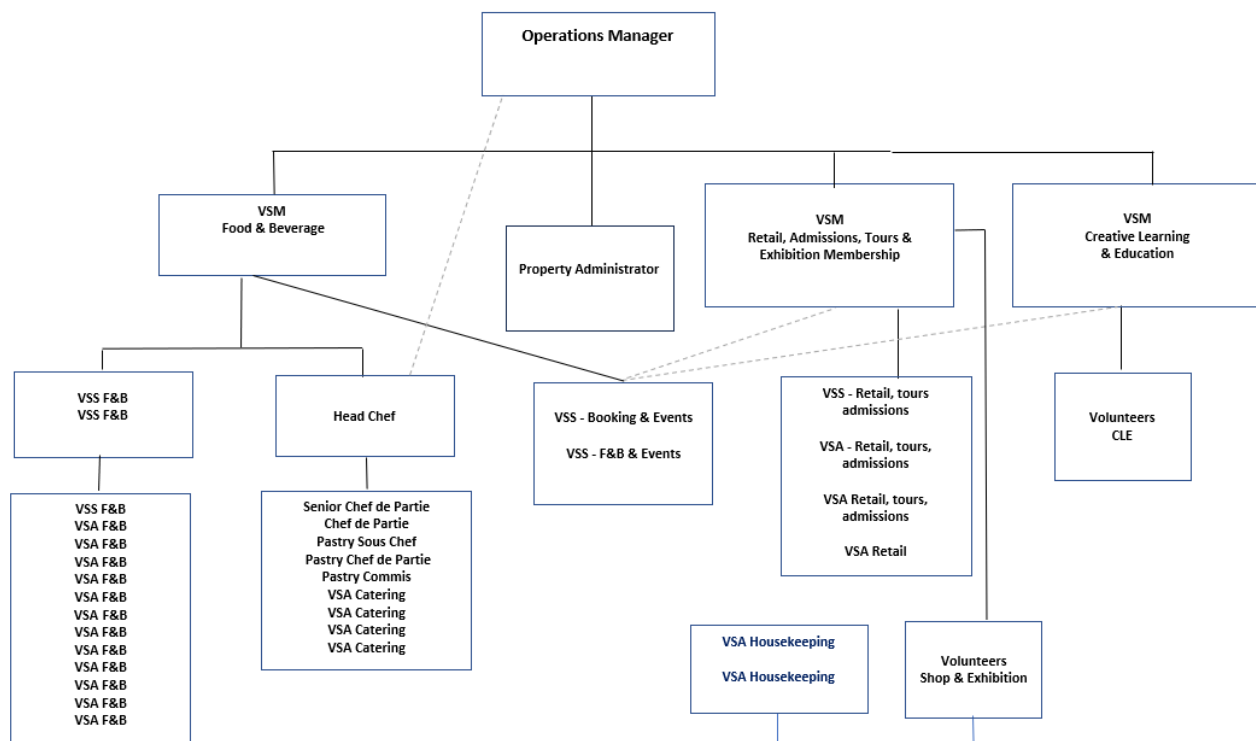 Operations Manager
VSM
Food & Beverage
Property Administrator
VSM
Retail, Admissions, Tours &
Exhibition Membership
VSM
Creative Learning
& Education
VSS F&B
VSS F&B
Head Chef
VSS - Booking & Events
VSS - F&B & Events
VSS - Retail, tours
admissions
VSA - Retail, tours,
admissions
VSA Retail, tours,
admissions
VSA Retail
Volunteers
CLE
VSS F&B
VSA F&B
VSA F&B
VSA F&B
VSA F&B
VSA F&B
VSA F&B
VSA F&B
VSA F&B
VSA F&B
VSA F&B
VSA F&B
VSA F&B
Senior Chef de Partie
Chef de Partie
Pastry Sous Chef
Pastry Chef de Partie
Pastry Commis
VSA Catering
VSA Catering
VSA Catering
VSA Catering
VSA Housekeeping
VSA Housekeeping
Volunteers
Shop & Exhibition